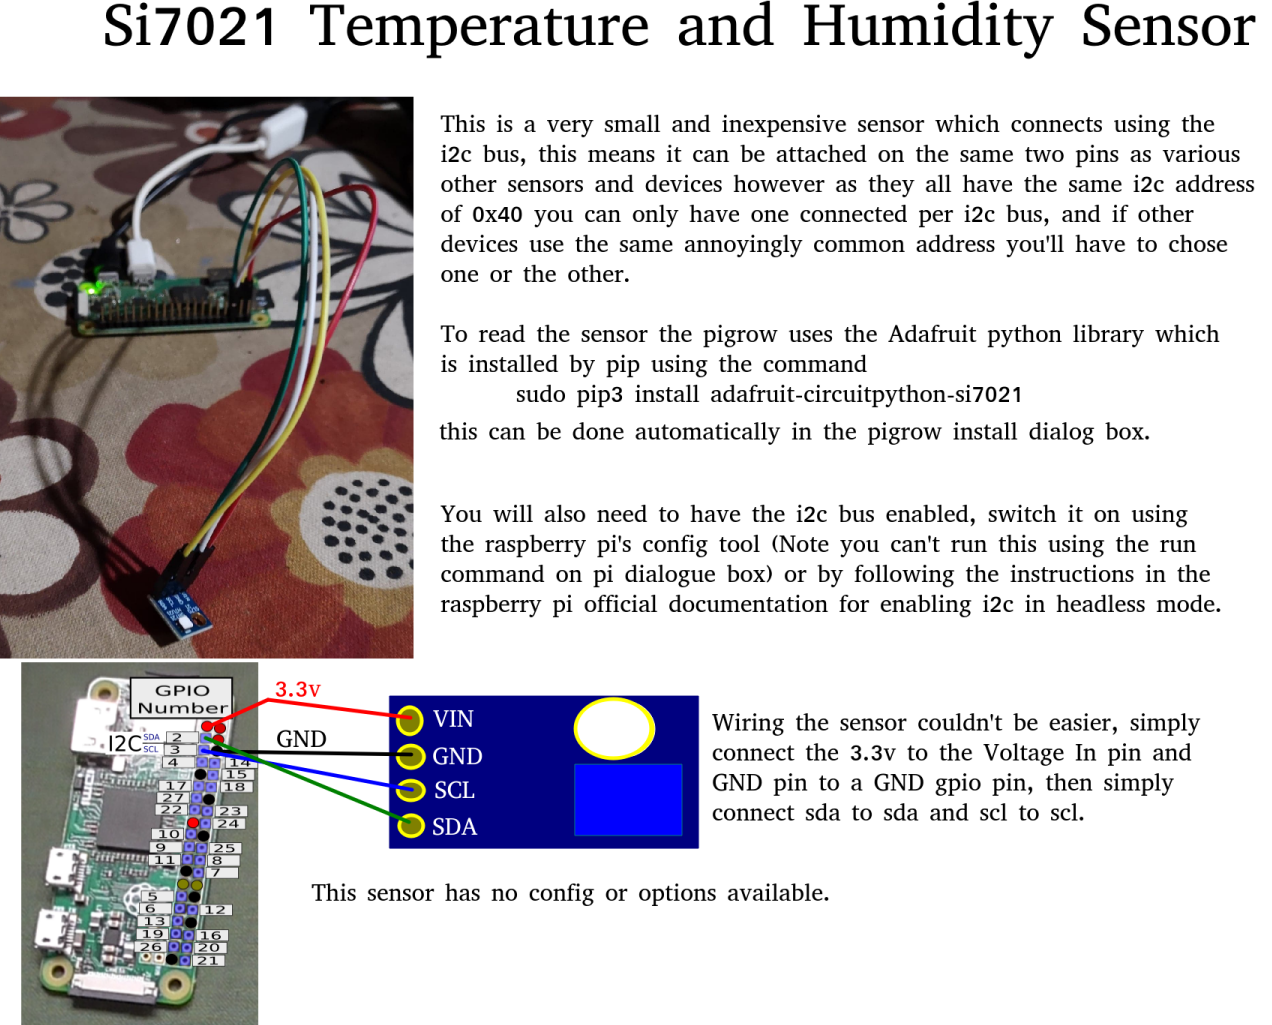 Si7021 Temperature and Humidity Sensor
This is a very small and inexpensive sensor which connects using the
i2c bus, this means it can be attached on the same two pins as various
other sensors and devices however as they all have the same i2c address
of 0x40 you can only have one connected per i2c bus, and if other
devices use the same annoyingly common address you'll have to chose
one or the other.
To read the sensor the pigrow uses the Adafruit python library which
is installed by pip using the command
sudo pip3 install adafruit-circuitpython-si7021
this can be done automatically in the pigrow install dialog box.
You will also need to have the i2c bus enabled, switch it on using
the raspberry pi's config tool (Note you can't run this using the run
command on pi dialogue box) or by following the instructions in the
raspberry pi official documentation for enabling i2c in headless mode.
GPIO
Number
I2C
SDA
SCL
2
3
4
14
15
17
18
27
22
23
24
10
9
25
11
8
7
5
6
12
13
19
16
26
20
21
3.3v
GND
VIN
GND
SCL
SDA
Wiring the sensor couldn't be easier, simply
connect the 3.3v to the Voltage In pin and
GND pin to a GND gpio pin, then simply
connect sda to sda and scl to scl.
This sensor has no config or options available.